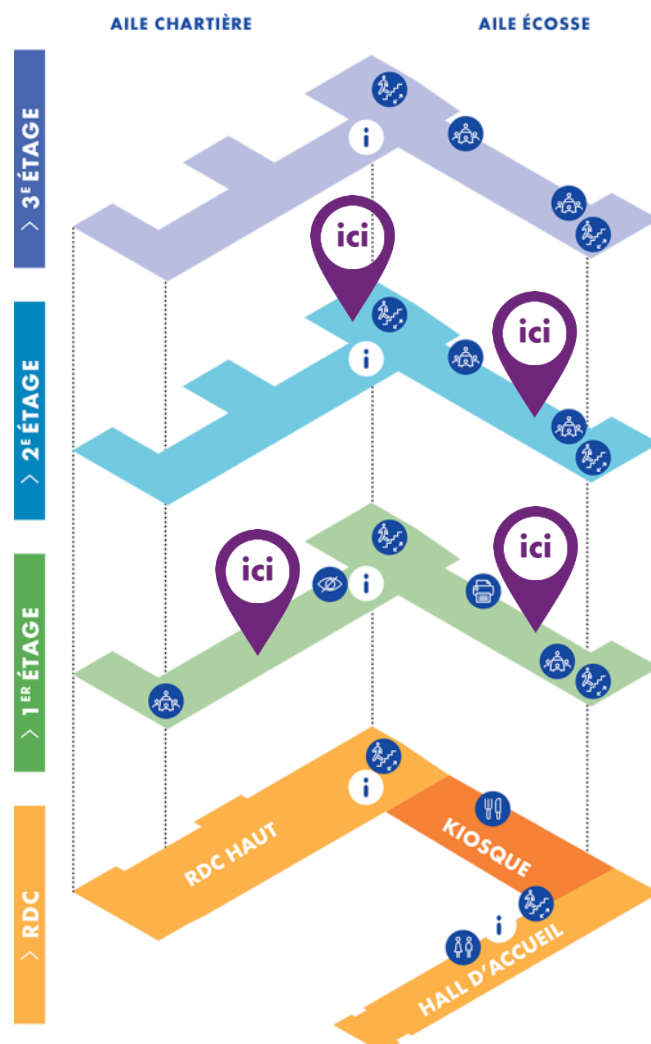 AILE CHARTIÈRE
AILE ÉCOSSE
> 3E ÉTAGE
i
ici
> 2E ÉTAGE
ici
i
> 1ER ÉTAGE
ici
ici
i
> RDC
i
RDC HAUT
KIOSQUE
i
HALL D'ACCUEIL